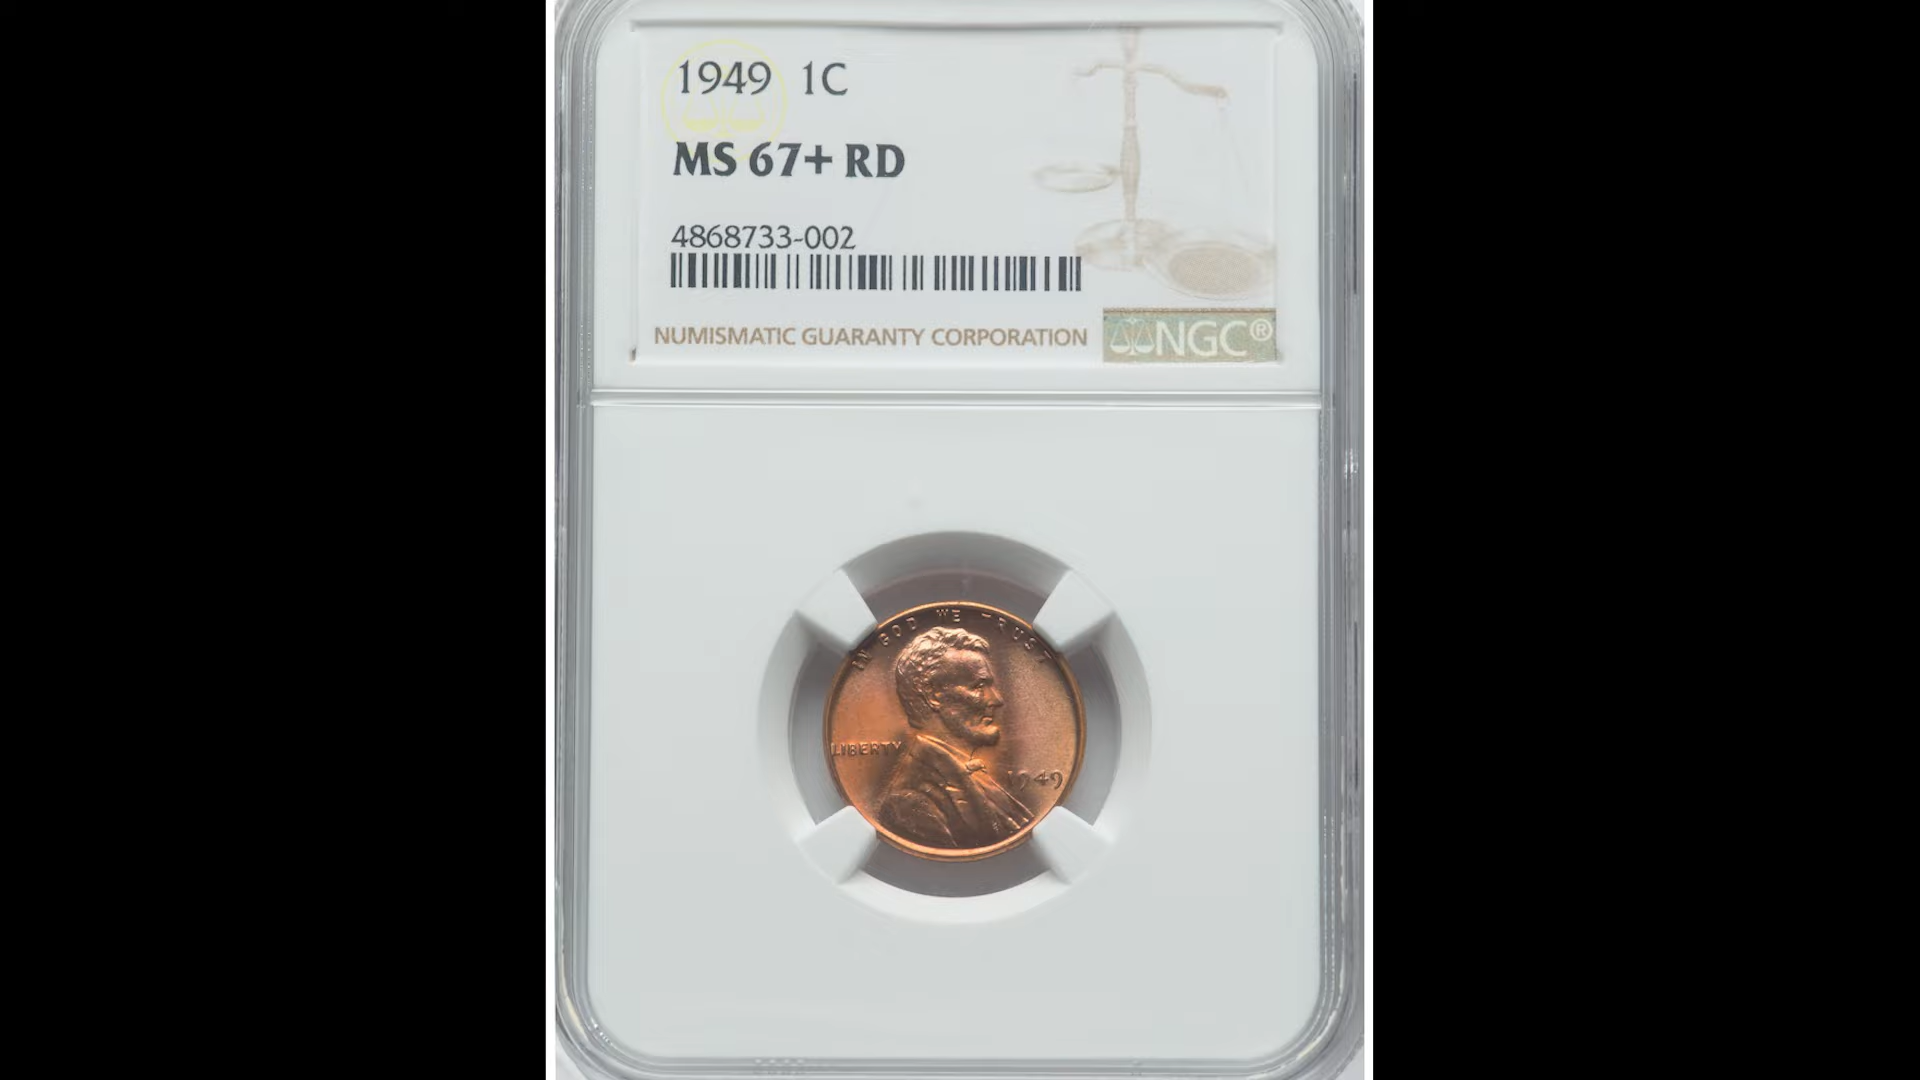 1949 1C
MS 67+ RD
4868733-002
NUMISMATIC GUARANTY CORPORATION NGC®
IN GOD WE TRUST
LIBERTY
1949